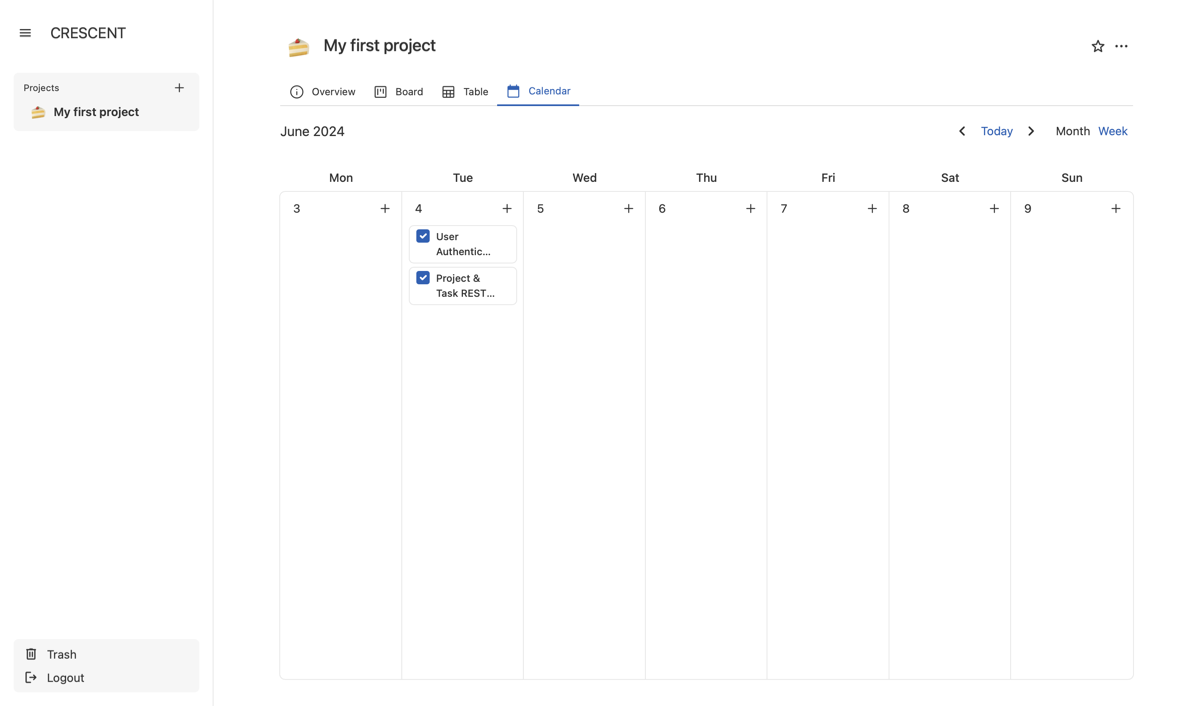 CRESCENT
Projects
My first project
Trash
Logout
My first project
Overview Board Table Calendar
June 2024
Today Month Week
Mon Tue Wed Thu Fri Sat Sun
3 4 5 6 7 8 9
User
Authentic...
Project &
Task REST...